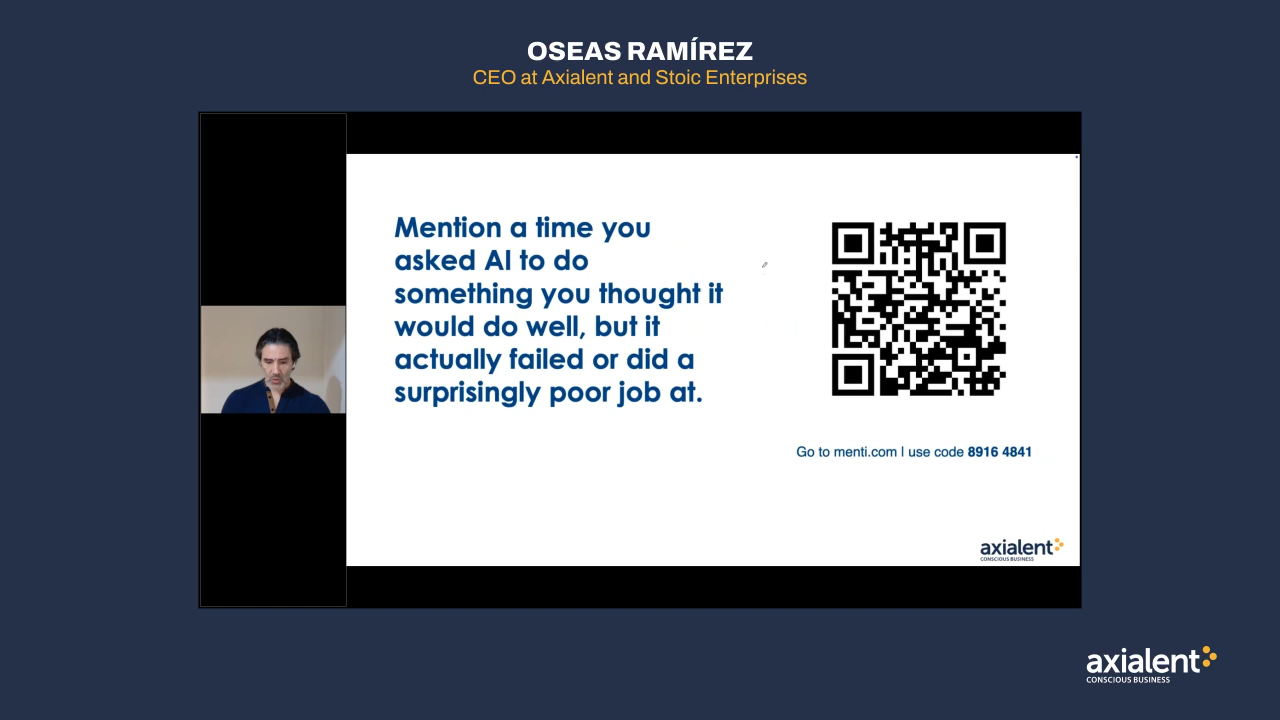 OSEAS RAMÍREZ
CEO at Axialent and Stoic Enterprises
Mention a time you
asked AI to do
something you thought it
would do well, but it
actually failed or did a
surprisingly poor job at.
Go to menti.com | use code 8916 4841
axialent
CONSCIOUS BUSINESS
axialent
CONSCIOUS BUSINESS